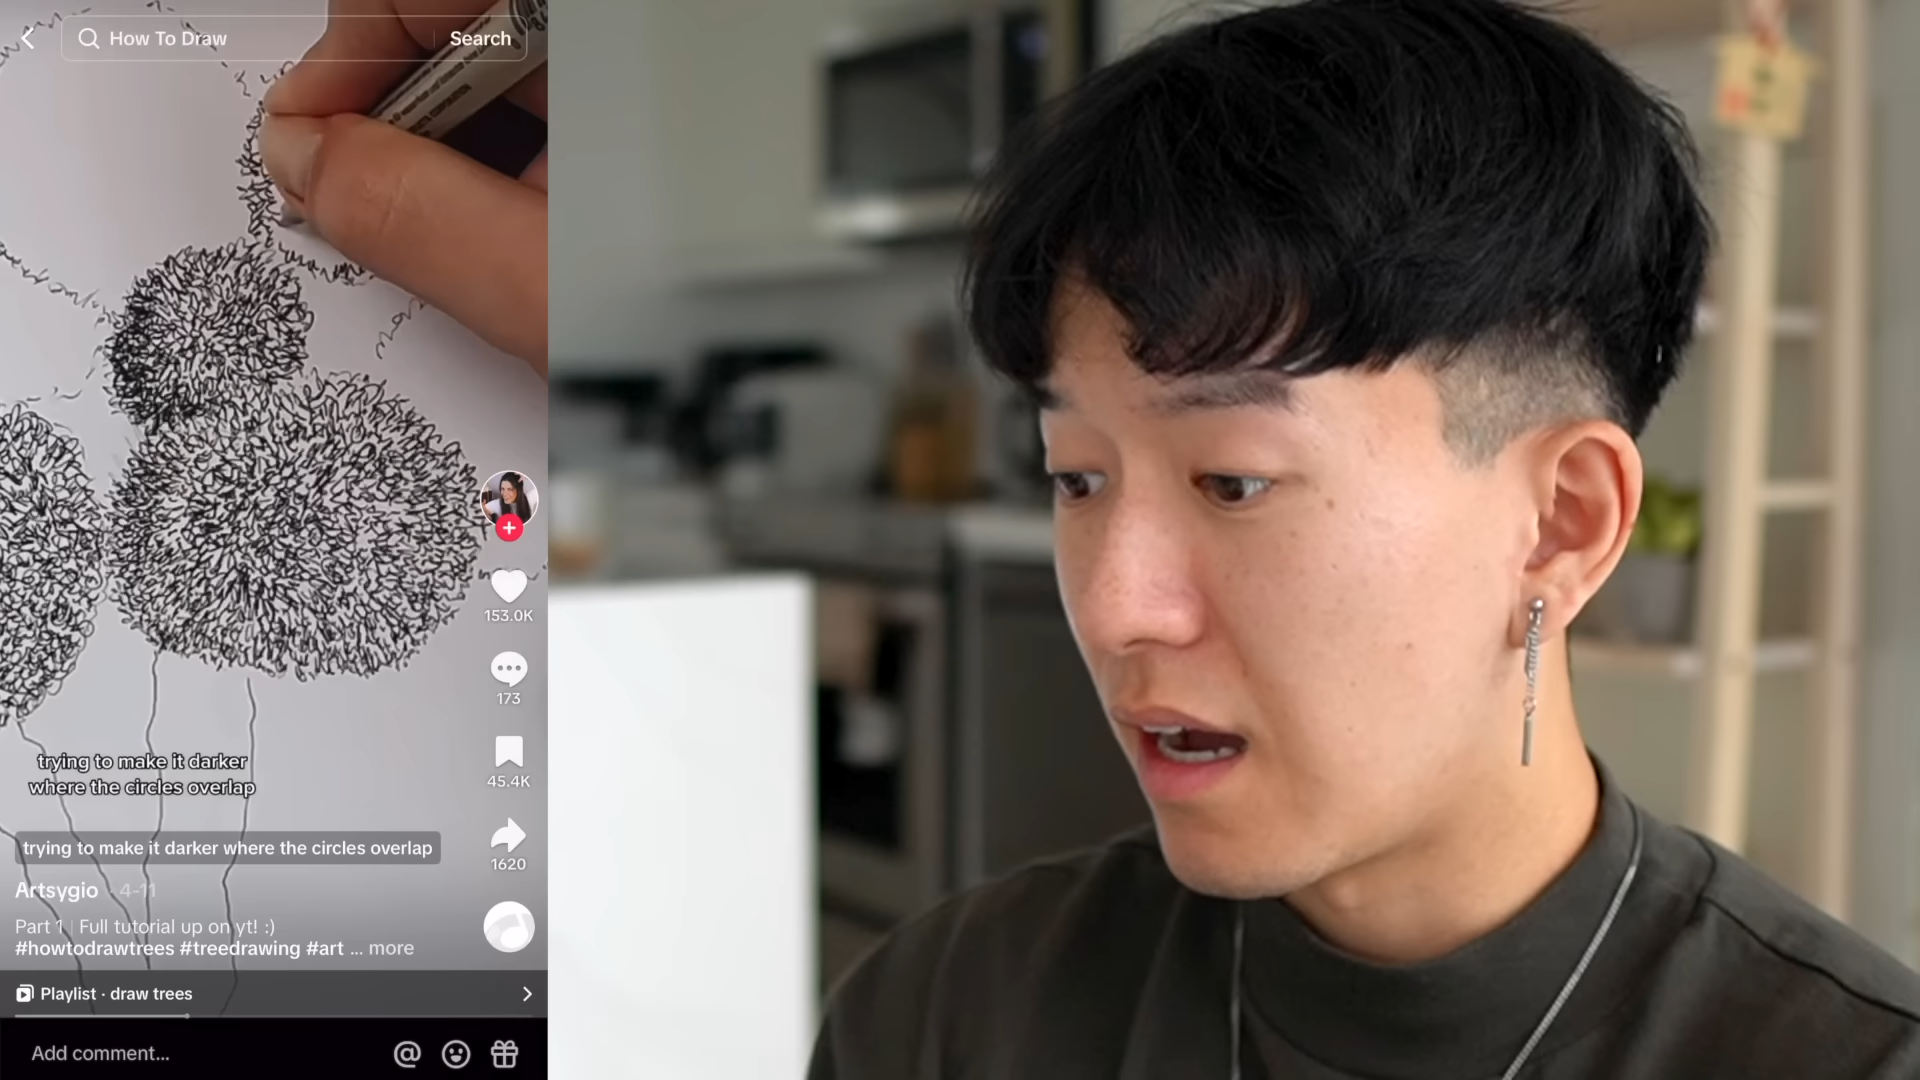 How To Draw
Search
153.0K
173
45.4K
1620
trying to make it darker
where the circles overlap
trying to make it darker where the circles overlap
Artsygio · 4-11
Part 1 | Full tutorial up on yt! :)
#howtodrawtrees #treedrawing #art ... more
Playlist · draw trees
Add comment...
@